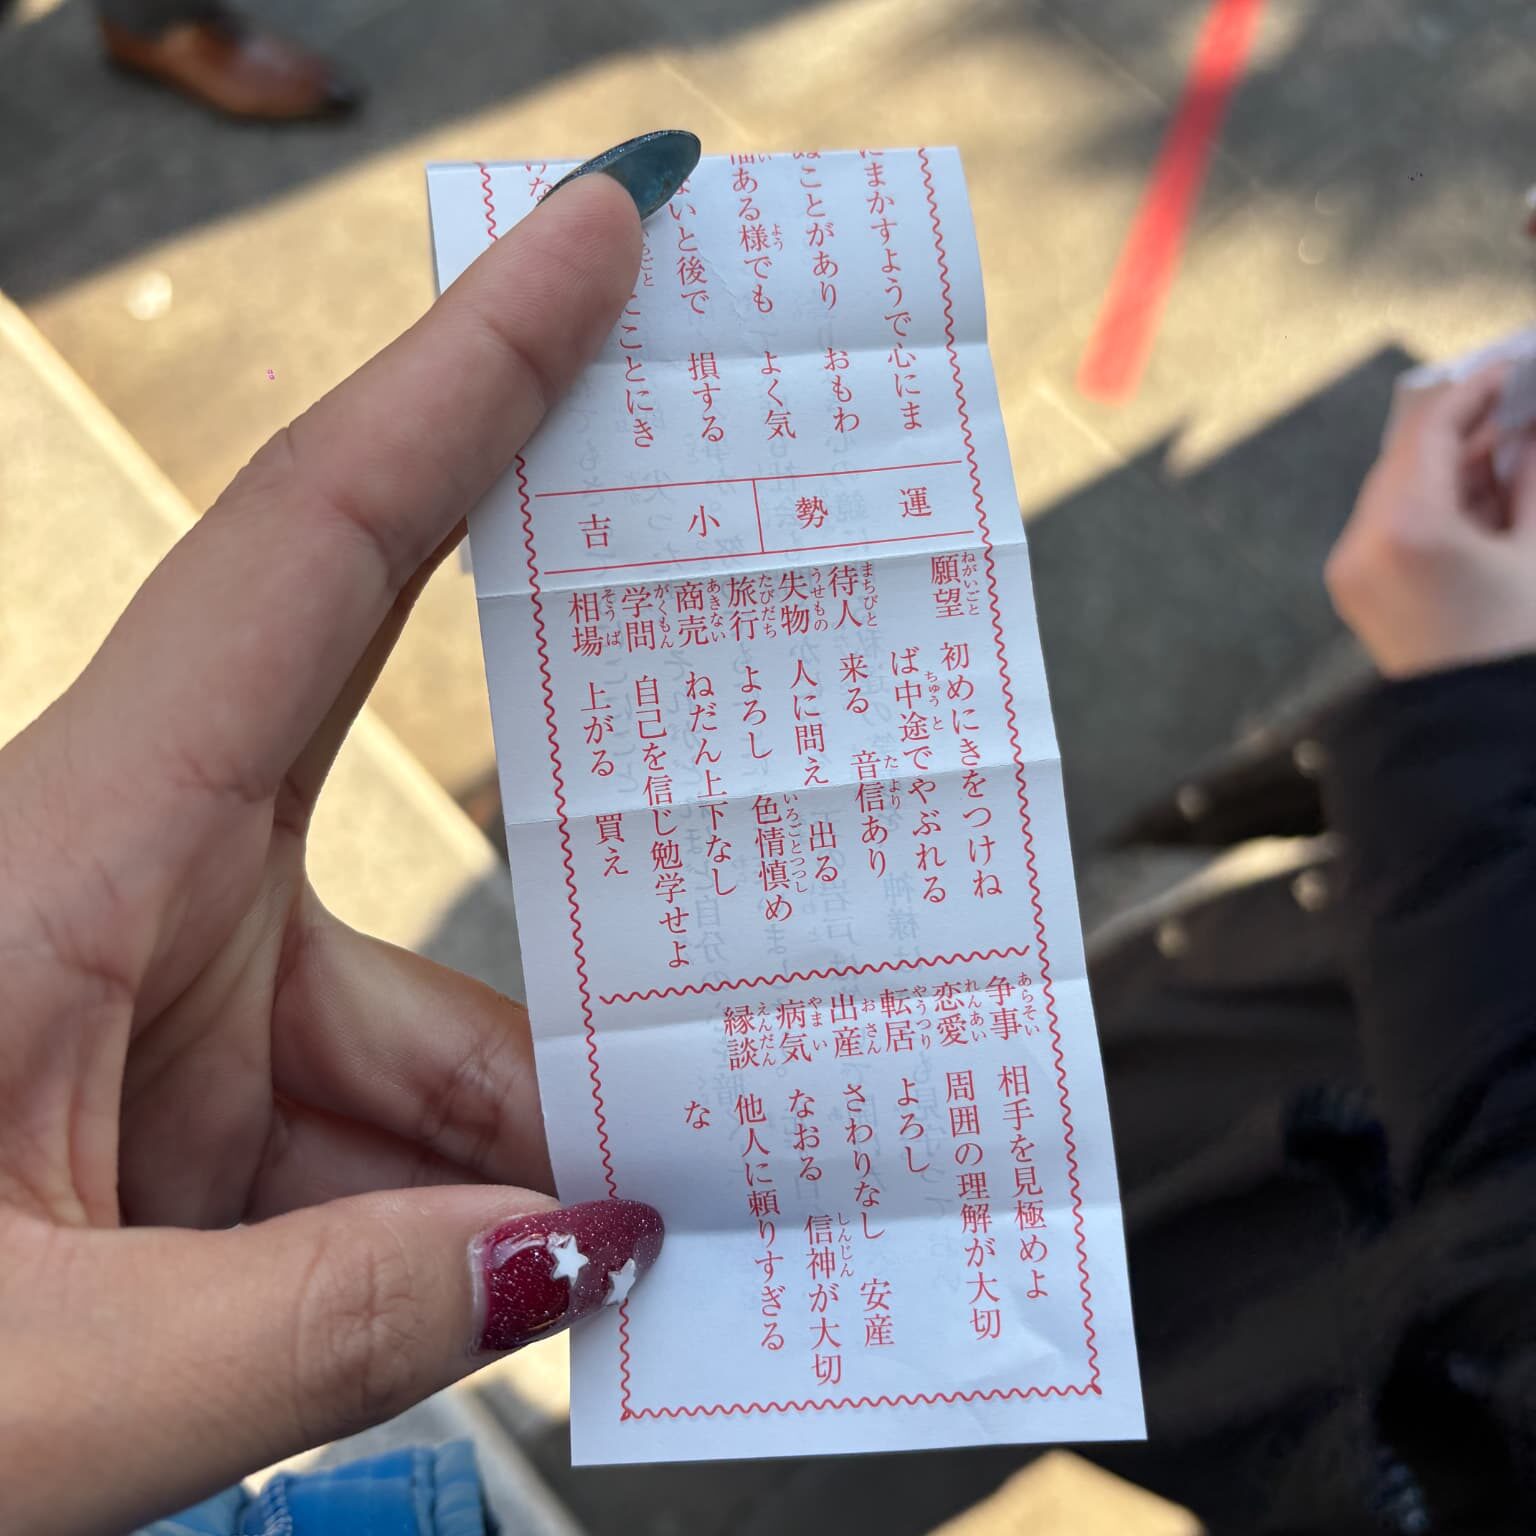 まかすようで心にま
ことがあり おもわ
ある様でも よく気
いと後で 損する
ことにき
運勢 小吉
願望 初めにきをつけね
ば中途でやぶれる
待人 来る 音信あり
失物 人に問え 出る
旅行 よろし 色情慎め
商売 ねだん上下なし
学問 自己を信じ勉学せよ
相場 上がる 買え
争事 相手を見極めよ
恋愛 周囲の理解が大切
転居 よろし
出産 さわりなし 安産
病気 なおる 信神が大切
縁談 他人に頼りすぎる
な